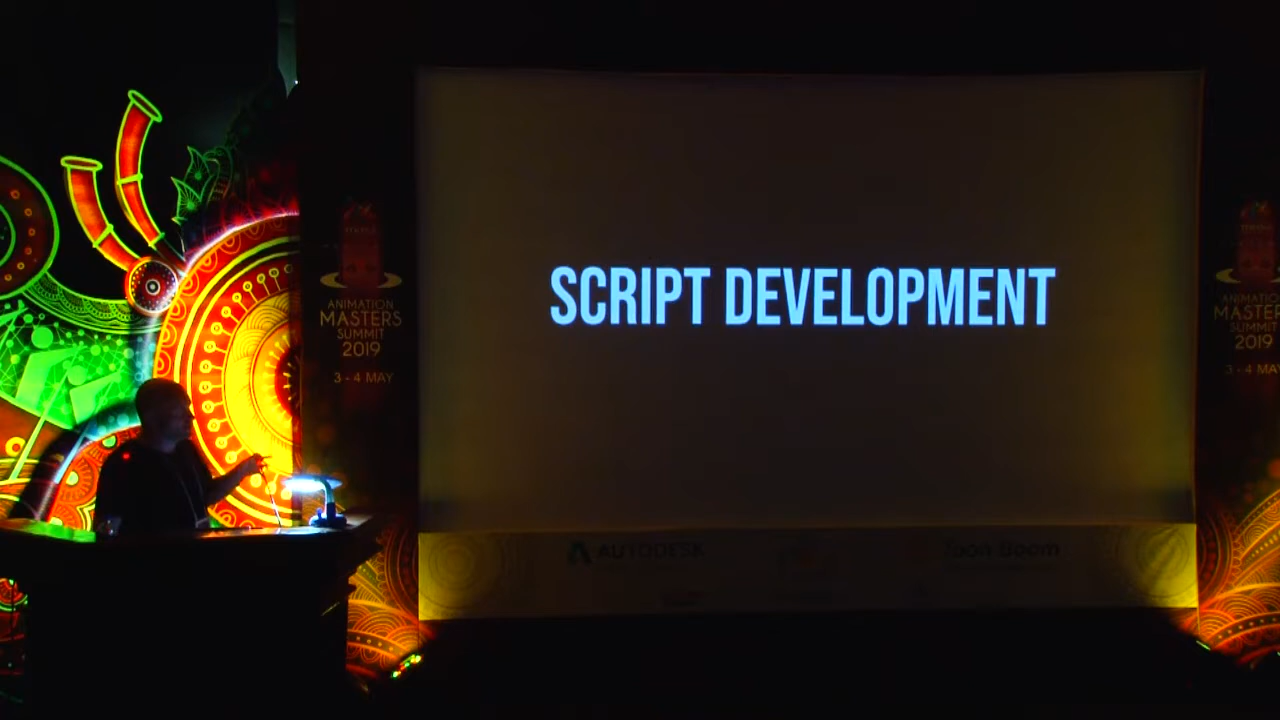 SCRIPT DEVELOPMENT
ANIMATION
MASTERS
SUMMIT
2019
3 - 4 MAY
ANIMATION
MASTERS
SUMMIT
2019
3 - 4 MAY
AUTODESK
Toon Boom